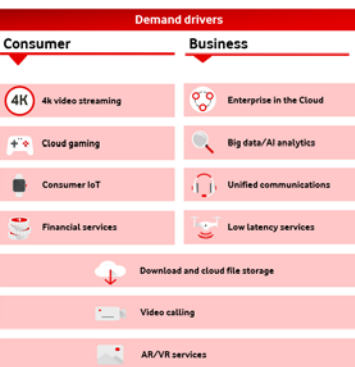 Demand drivers
Consumer
Business
4K
4k video streaming
Enterprise in the Cloud
Cloud gaming
Big data/AI analytics
Consumer IoT
Unified communications
Financial services
Low latency services
Download and cloud file storage
Video calling
AR/VR services